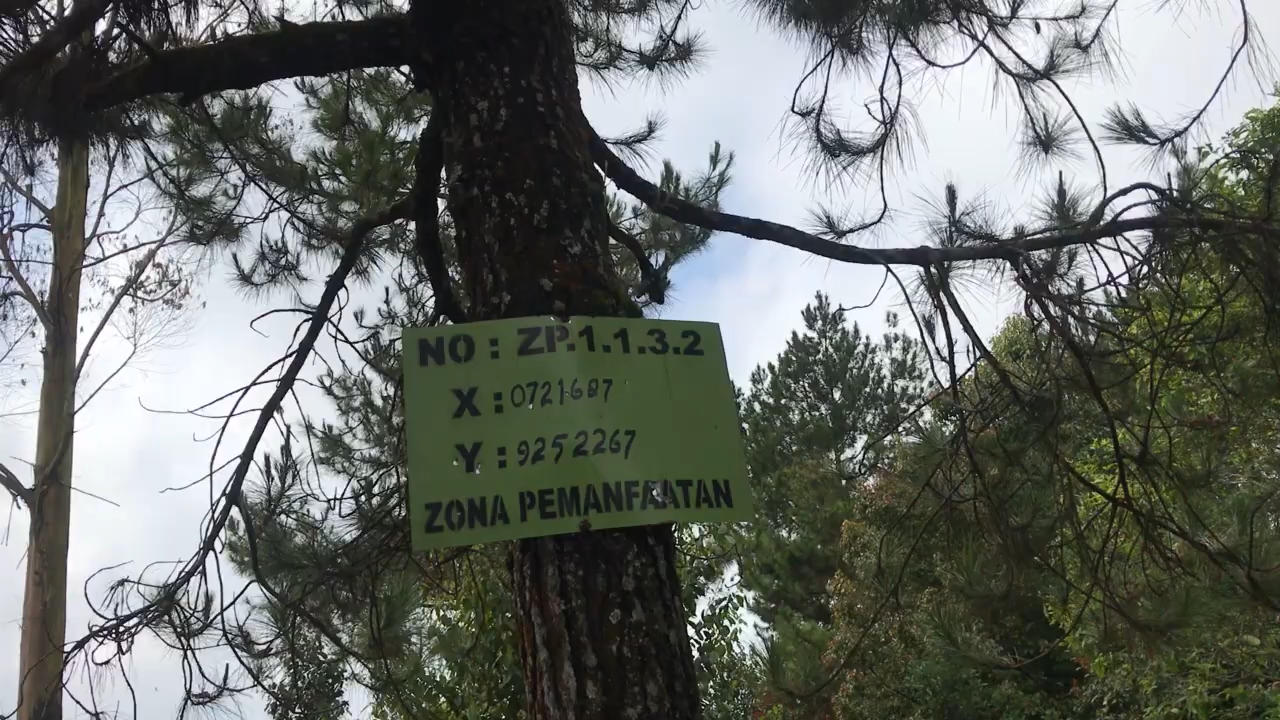 NO : ZP.1.1.3.2
X : 0721687
Y : 9252267
ZONA PEMANFAATAN